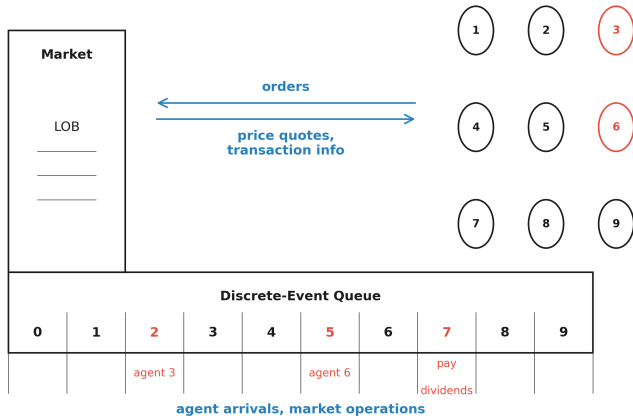 Market
LOB
orders
price quotes,
transaction info
1 2 3
4 5 6
7 8 9
Discrete-Event Queue
0 1 2 3 4 5 6 7 8 9
agent 3 agent 6 pay
dividends
agent arrivals, market operations